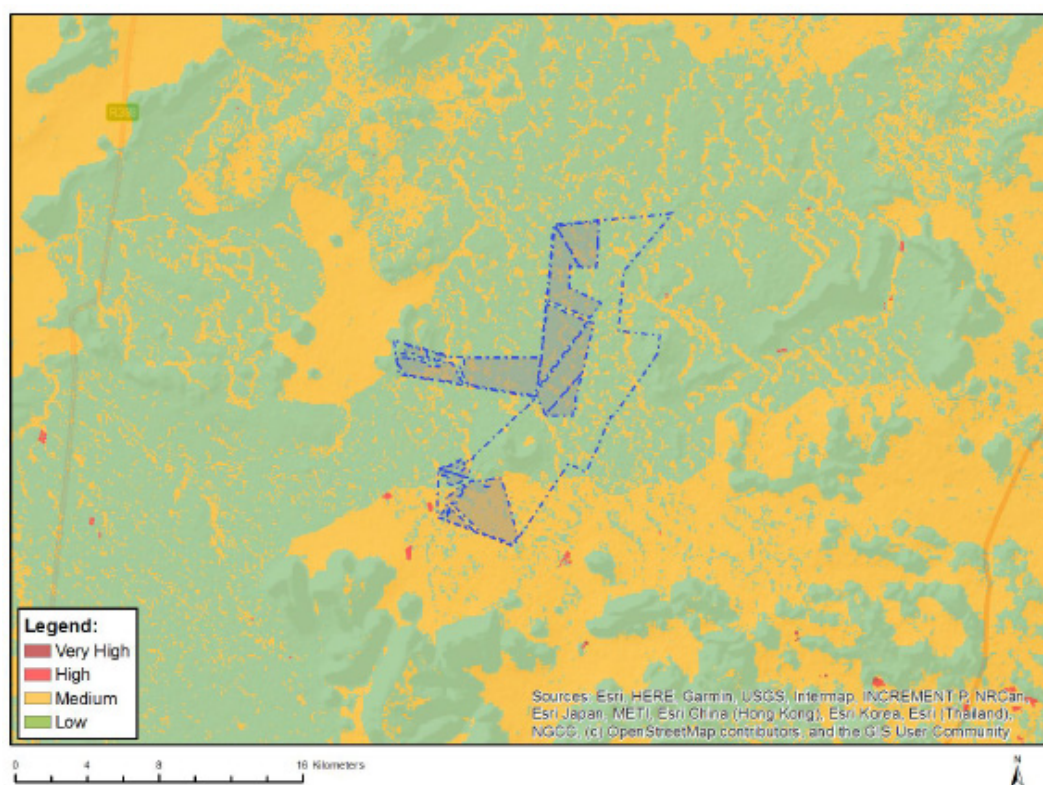 Legend:
Very High
High
Medium
Low
Sources: Esri, HERE, Garmin, USGS, Intermap, INCREMENT P, NRCan,
Esri Japan, METI, Esri China (Hong Kong), Esri Korea, Esri (Thailand),
NGCC, (c) OpenStreetMap contributors, and the GIS User Community
0 4 8 16 Kilometers
N